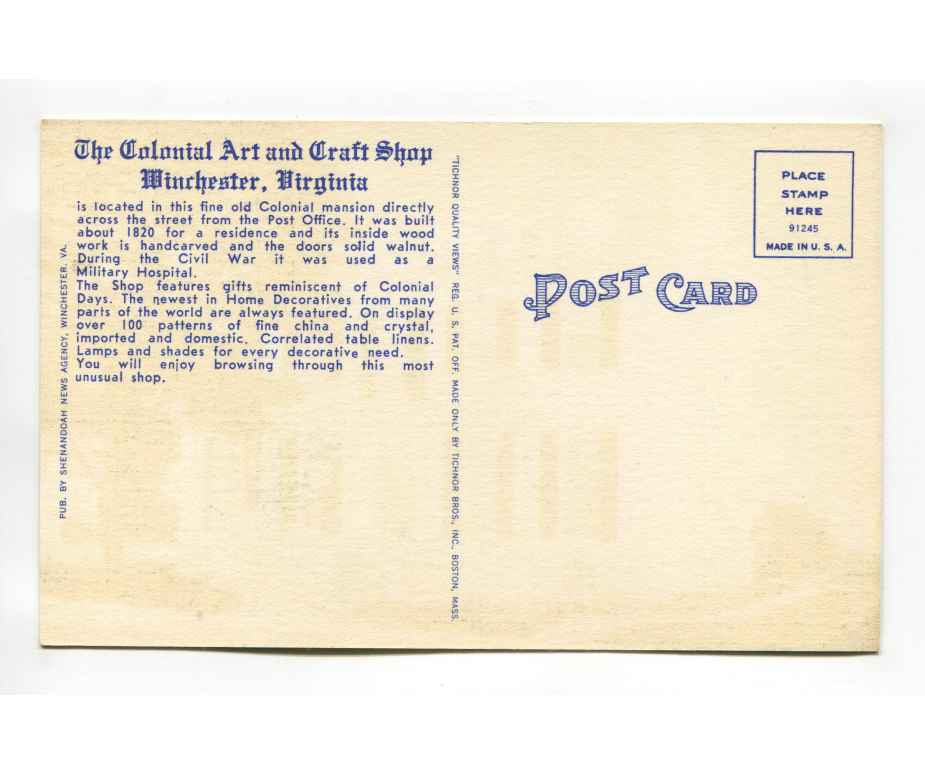 The Colonial Art and Craft Shop
Winchester, Virginia
is located in this fine old Colonial mansion directly
across the street from the Post Office. It was built
about 1820 for a residence and its inside wood
work is handcarved and the doors solid walnut.
During the Civil War it was used as a
Military Hospital.
The Shop features gifts reminiscent of Colonial
Days. The newest in Home Decoratives from many
parts of the world are always featured. On display
over 100 patterns of fine china and crystal,
imported and domestic. Correlated table linens.
Lamps and shades for every decorative need.
You will enjoy browsing through this most
unusual shop.
PUB. BY SHENANDOAH NEWS AGENCY, WINCHESTER, VA.
"TICHNOR QUALITY VIEWS" REG. U. S. PAT. OFF. MADE ONLY BY TICHNOR BROS., INC., BOSTON, MASS.
POST CARD
PLACE
STAMP
HERE
91245
MADE IN U. S. A.